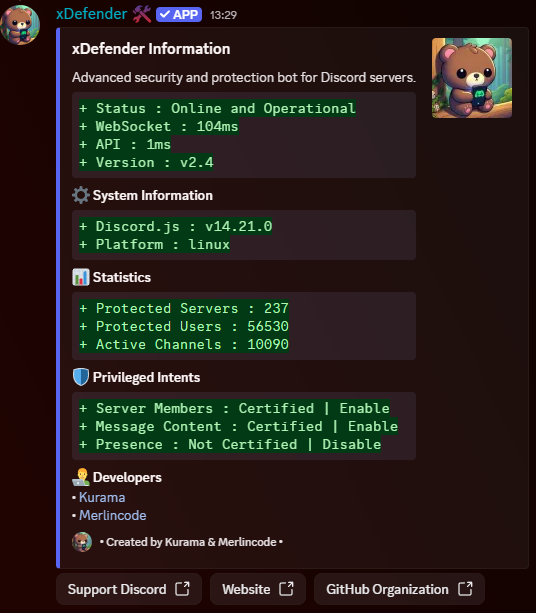 xDefender 🛠️ ✓ APP 13:29
xDefender Information
Advanced security and protection bot for Discord servers.
+ Status : Online and Operational
+ WebSocket : 104ms
+ API : 1ms
+ Version : v2.4
⚙️ System Information
+ Discord.js : v14.21.0
+ Platform : linux
📊 Statistics
+ Protected Servers : 237
+ Protected Users : 56530
+ Active Channels : 10090
🛡️ Privileged Intents
+ Server Members : Certified | Enable
+ Message Content : Certified | Enable
+ Presence : Not Certified | Disable
🧑‍💻 Developers
• Kurama
• Merlincode
• Created by Kurama & Merlincode •
Support Discord Website GitHub Organization